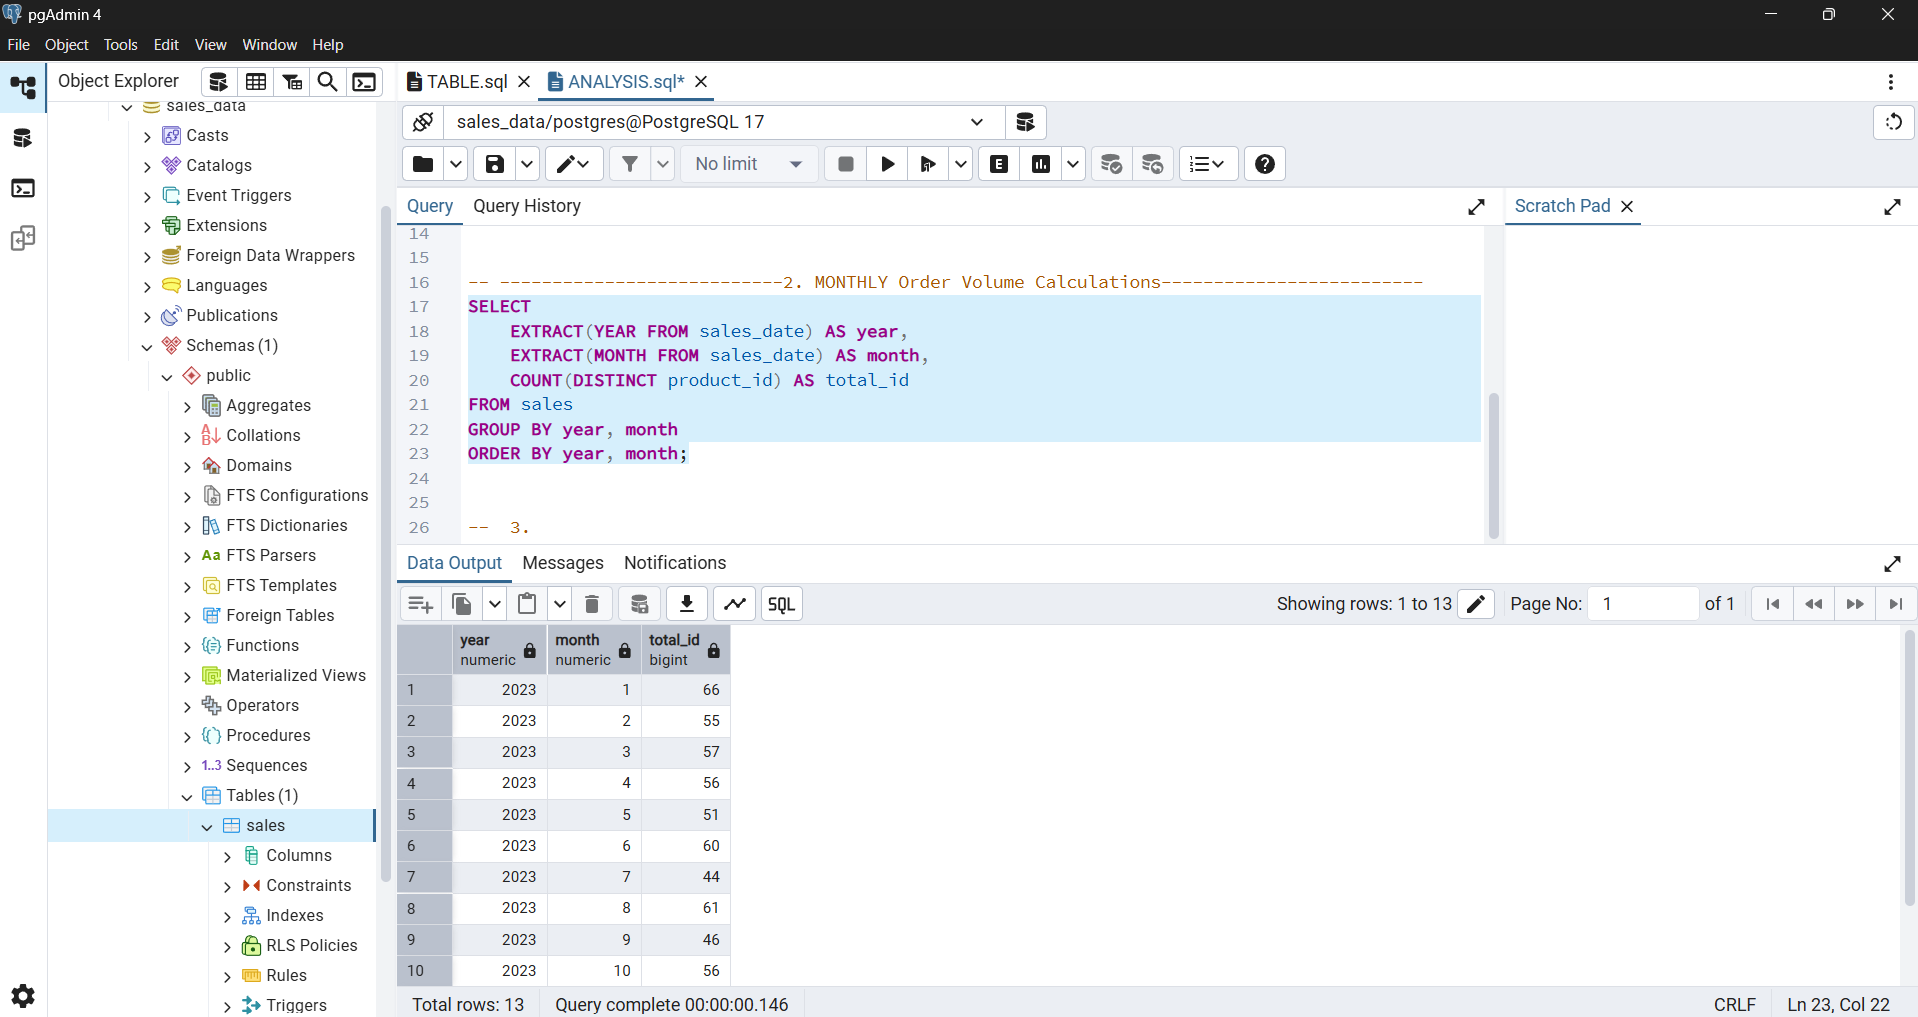 pgAdmin 4
File Object Tools Edit View Window Help
Object Explorer
sales_data
Casts
Catalogs
Event Triggers
Extensions
Foreign Data Wrappers
Languages
Publications
Schemas (1)
public
Aggregates
Collations
Domains
FTS Configurations
FTS Dictionaries
Aa FTS Parsers
FTS Templates
Foreign Tables
Functions
Materialized Views
Operators
Procedures
1..3 Sequences
Tables (1)
sales
Columns
Constraints
Indexes
RLS Policies
Rules
Triggers
TABLE.sql ANALYSIS.sql*
sales_data/postgres@PostgreSQL 17
No limit E
Query Query History
Scratch Pad
14
15
16 -- ---------------------------2. MONTHLY Order Volume Calculations-------------------------
17 SELECT
18 EXTRACT(YEAR FROM sales_date) AS year,
19 EXTRACT(MONTH FROM sales_date) AS month,
20 COUNT(DISTINCT product_id) AS total_id
21 FROM sales
22 GROUP BY year, month
23 ORDER BY year, month;
24
25
26 -- 3.
Data Output Messages Notifications
SQL Showing rows: 1 to 13 Page No: 1 of 1
year month total_id
numeric numeric bigint
1 2023 1 66
2 2023 2 55
3 2023 3 57
4 2023 4 56
5 2023 5 51
6 2023 6 60
7 2023 7 44
8 2023 8 61
9 2023 9 46
10 2023 10 56
Total rows: 13 Query complete 00:00:00.146 CRLF Ln 23, Col 22